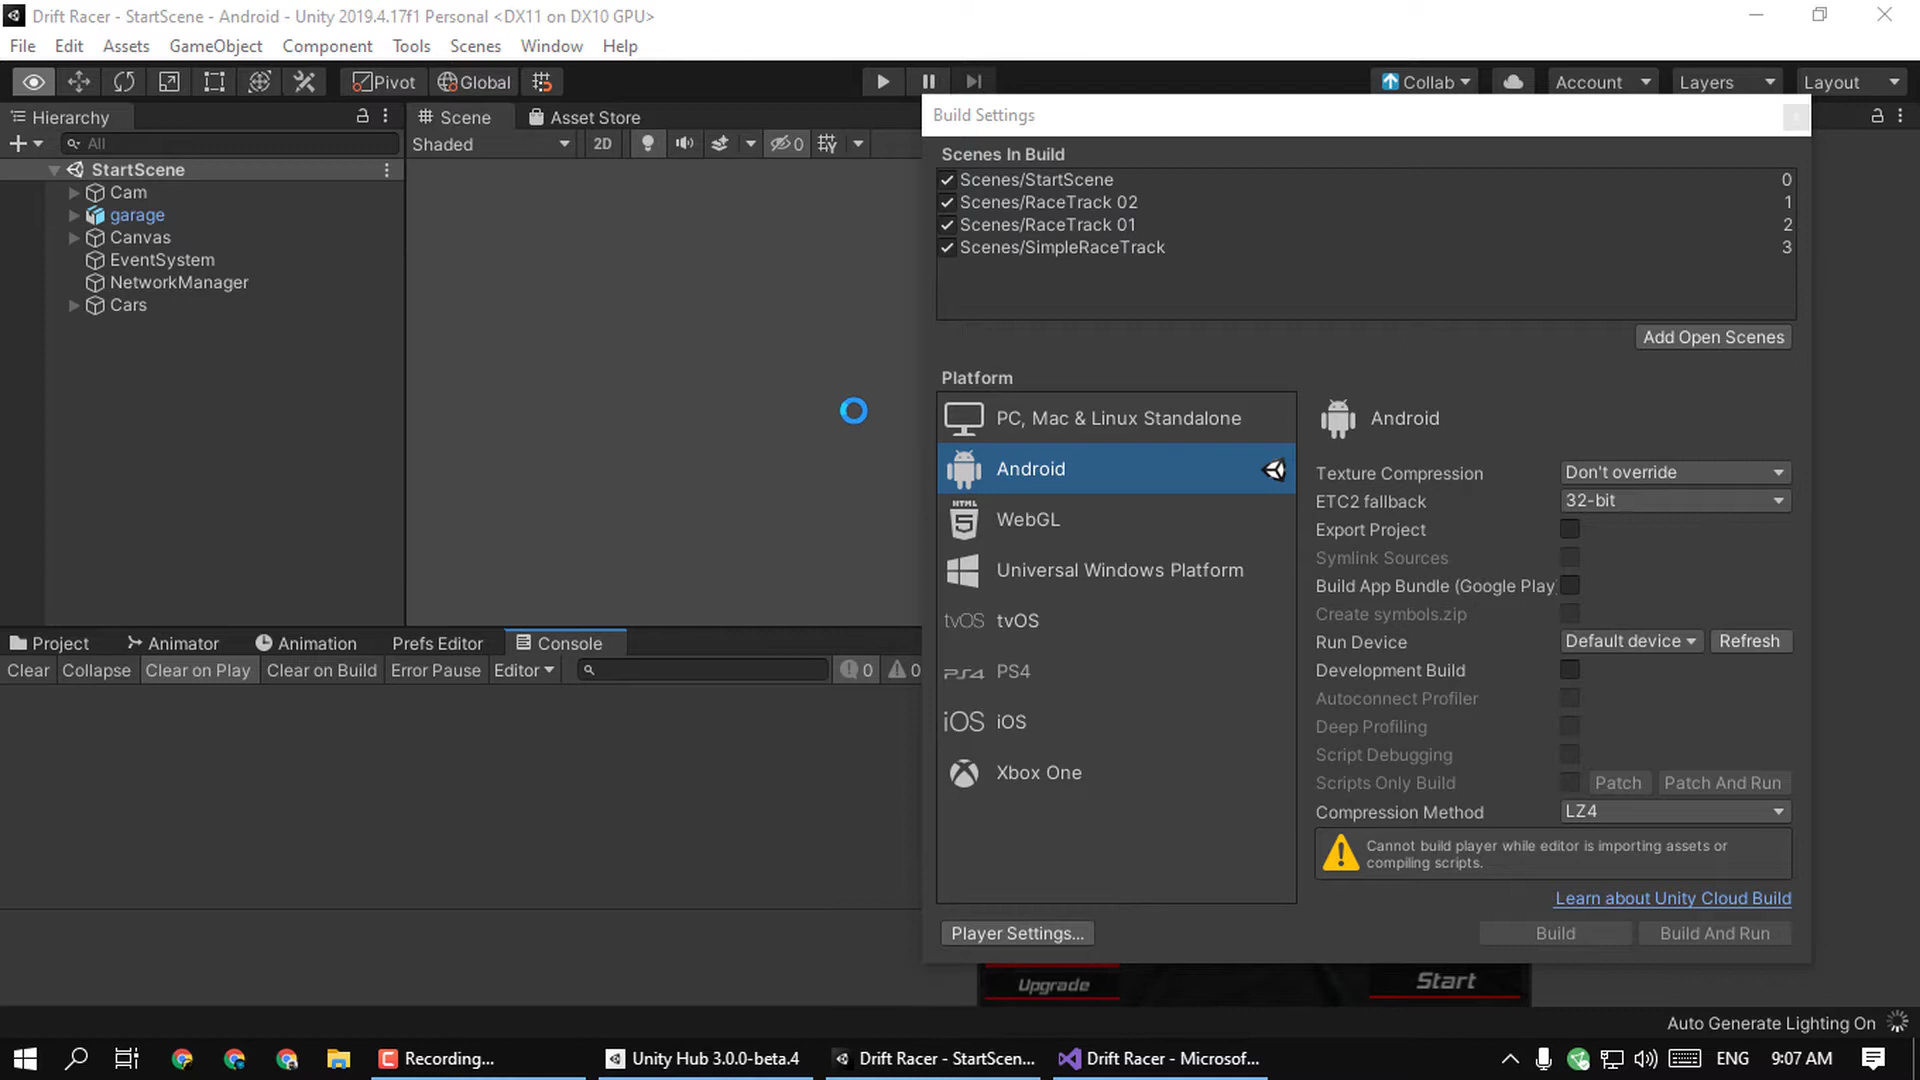 Drift Racer - StartScene - Android - Unity 2019.4.17f1 Personal <DX11 on DX10 GPU>
File Edit Assets GameObject Component Tools Scenes Window Help
Pivot Global Collab Account Layers Layout
Hierarchy
Scene Asset Store
All
Shaded 2D 0
StartScene
Cam
garage
Canvas
EventSystem
NetworkManager
Cars
Build Settings
Scenes In Build
Scenes/StartScene 0
Scenes/RaceTrack 02 1
Scenes/RaceTrack 01 2
Scenes/SimpleRaceTrack 3
Add Open Scenes
Platform
PC, Mac & Linux Standalone
Android
HTML 5 WebGL
Universal Windows Platform
tvOS tvOS
PS4 PS4
iOS iOS
Xbox One
Android
Texture Compression Don't override
ETC2 fallback 32-bit
Export Project
Symlink Sources
Build App Bundle (Google Play
Create symbols.zip
Run Device Default device Refresh
Development Build
Autoconnect Profiler
Deep Profiling
Script Debugging
Scripts Only Build Patch Patch And Run
Compression Method LZ4
Cannot build player while editor is importing assets or
compiling scripts.
Learn about Unity Cloud Build
Player Settings... Build Build And Run
Project Animator Animation Prefs Editor Console
Clear Collapse Clear on Play Clear on Build Error Pause Editor 0 0
Upgrade Start
Auto Generate Lighting On
Recording... Unity Hub 3.0.0-beta.4 Drift Racer - StartScen... Drift Racer - Microsof... ENG 9:07 AM